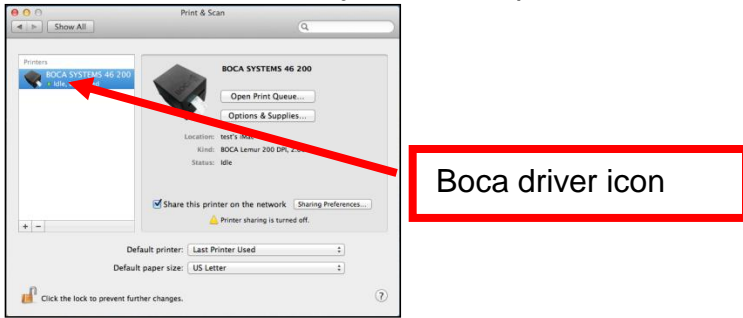 Print & Scan
Show All
Printers
BOCA SYSTEMS 46 200
Idle,
BOCA SYSTEMS 46 200
Open Print Queue...
Options & Supplies...
Location: test's iMac
Kind: BOCA Lemur 200 DPI,
Status: Idle
Share this printer on the network Sharing Preferences...
Printer sharing is turned off.
+ −
Default printer: Last Printer Used
Default paper size: US Letter
Click the lock to prevent further changes. ?
Boca driver icon